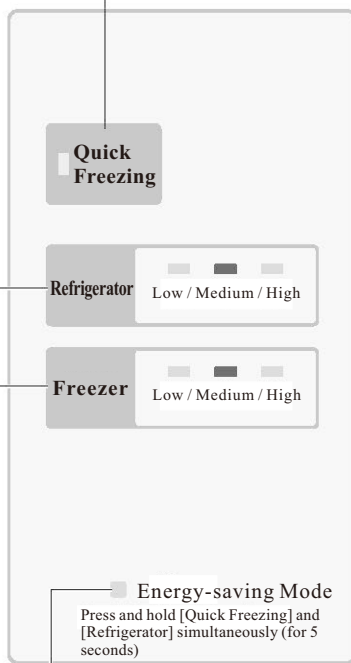 Quick
Freezing
Refrigerator
Low / Medium / High
Freezer
Low / Medium / High
Energy-saving Mode
Press and hold [Quick Freezing] and
[Refrigerator] simultaneously (for 5
seconds)